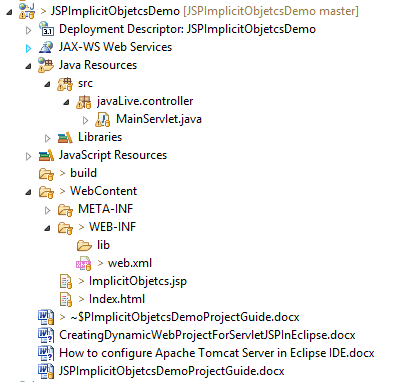 > JSPImplicitObjetcsDemo [JSPImplicitObjetcsDemo master]
Deployment Descriptor: JSPImplicitObjetcsDemo
JAX-WS Web Services
Java Resources
src
javaLive.controller
MainServlet.java
Libraries
JavaScript Resources
> build
> WebContent
META-INF
> WEB-INF
lib
> web.xml
> ImplicitObjetcs.jsp
> Index.html
> ~$PImplicitObjetcsDemoProjectGuide.docx
CreatingDynamicWebProjectForServletJSPInEclipse.docx
How to configure Apache Tomcat Server in Eclipse IDE.docx
JSPImplicitObjetcsDemoProjectGuide.docx